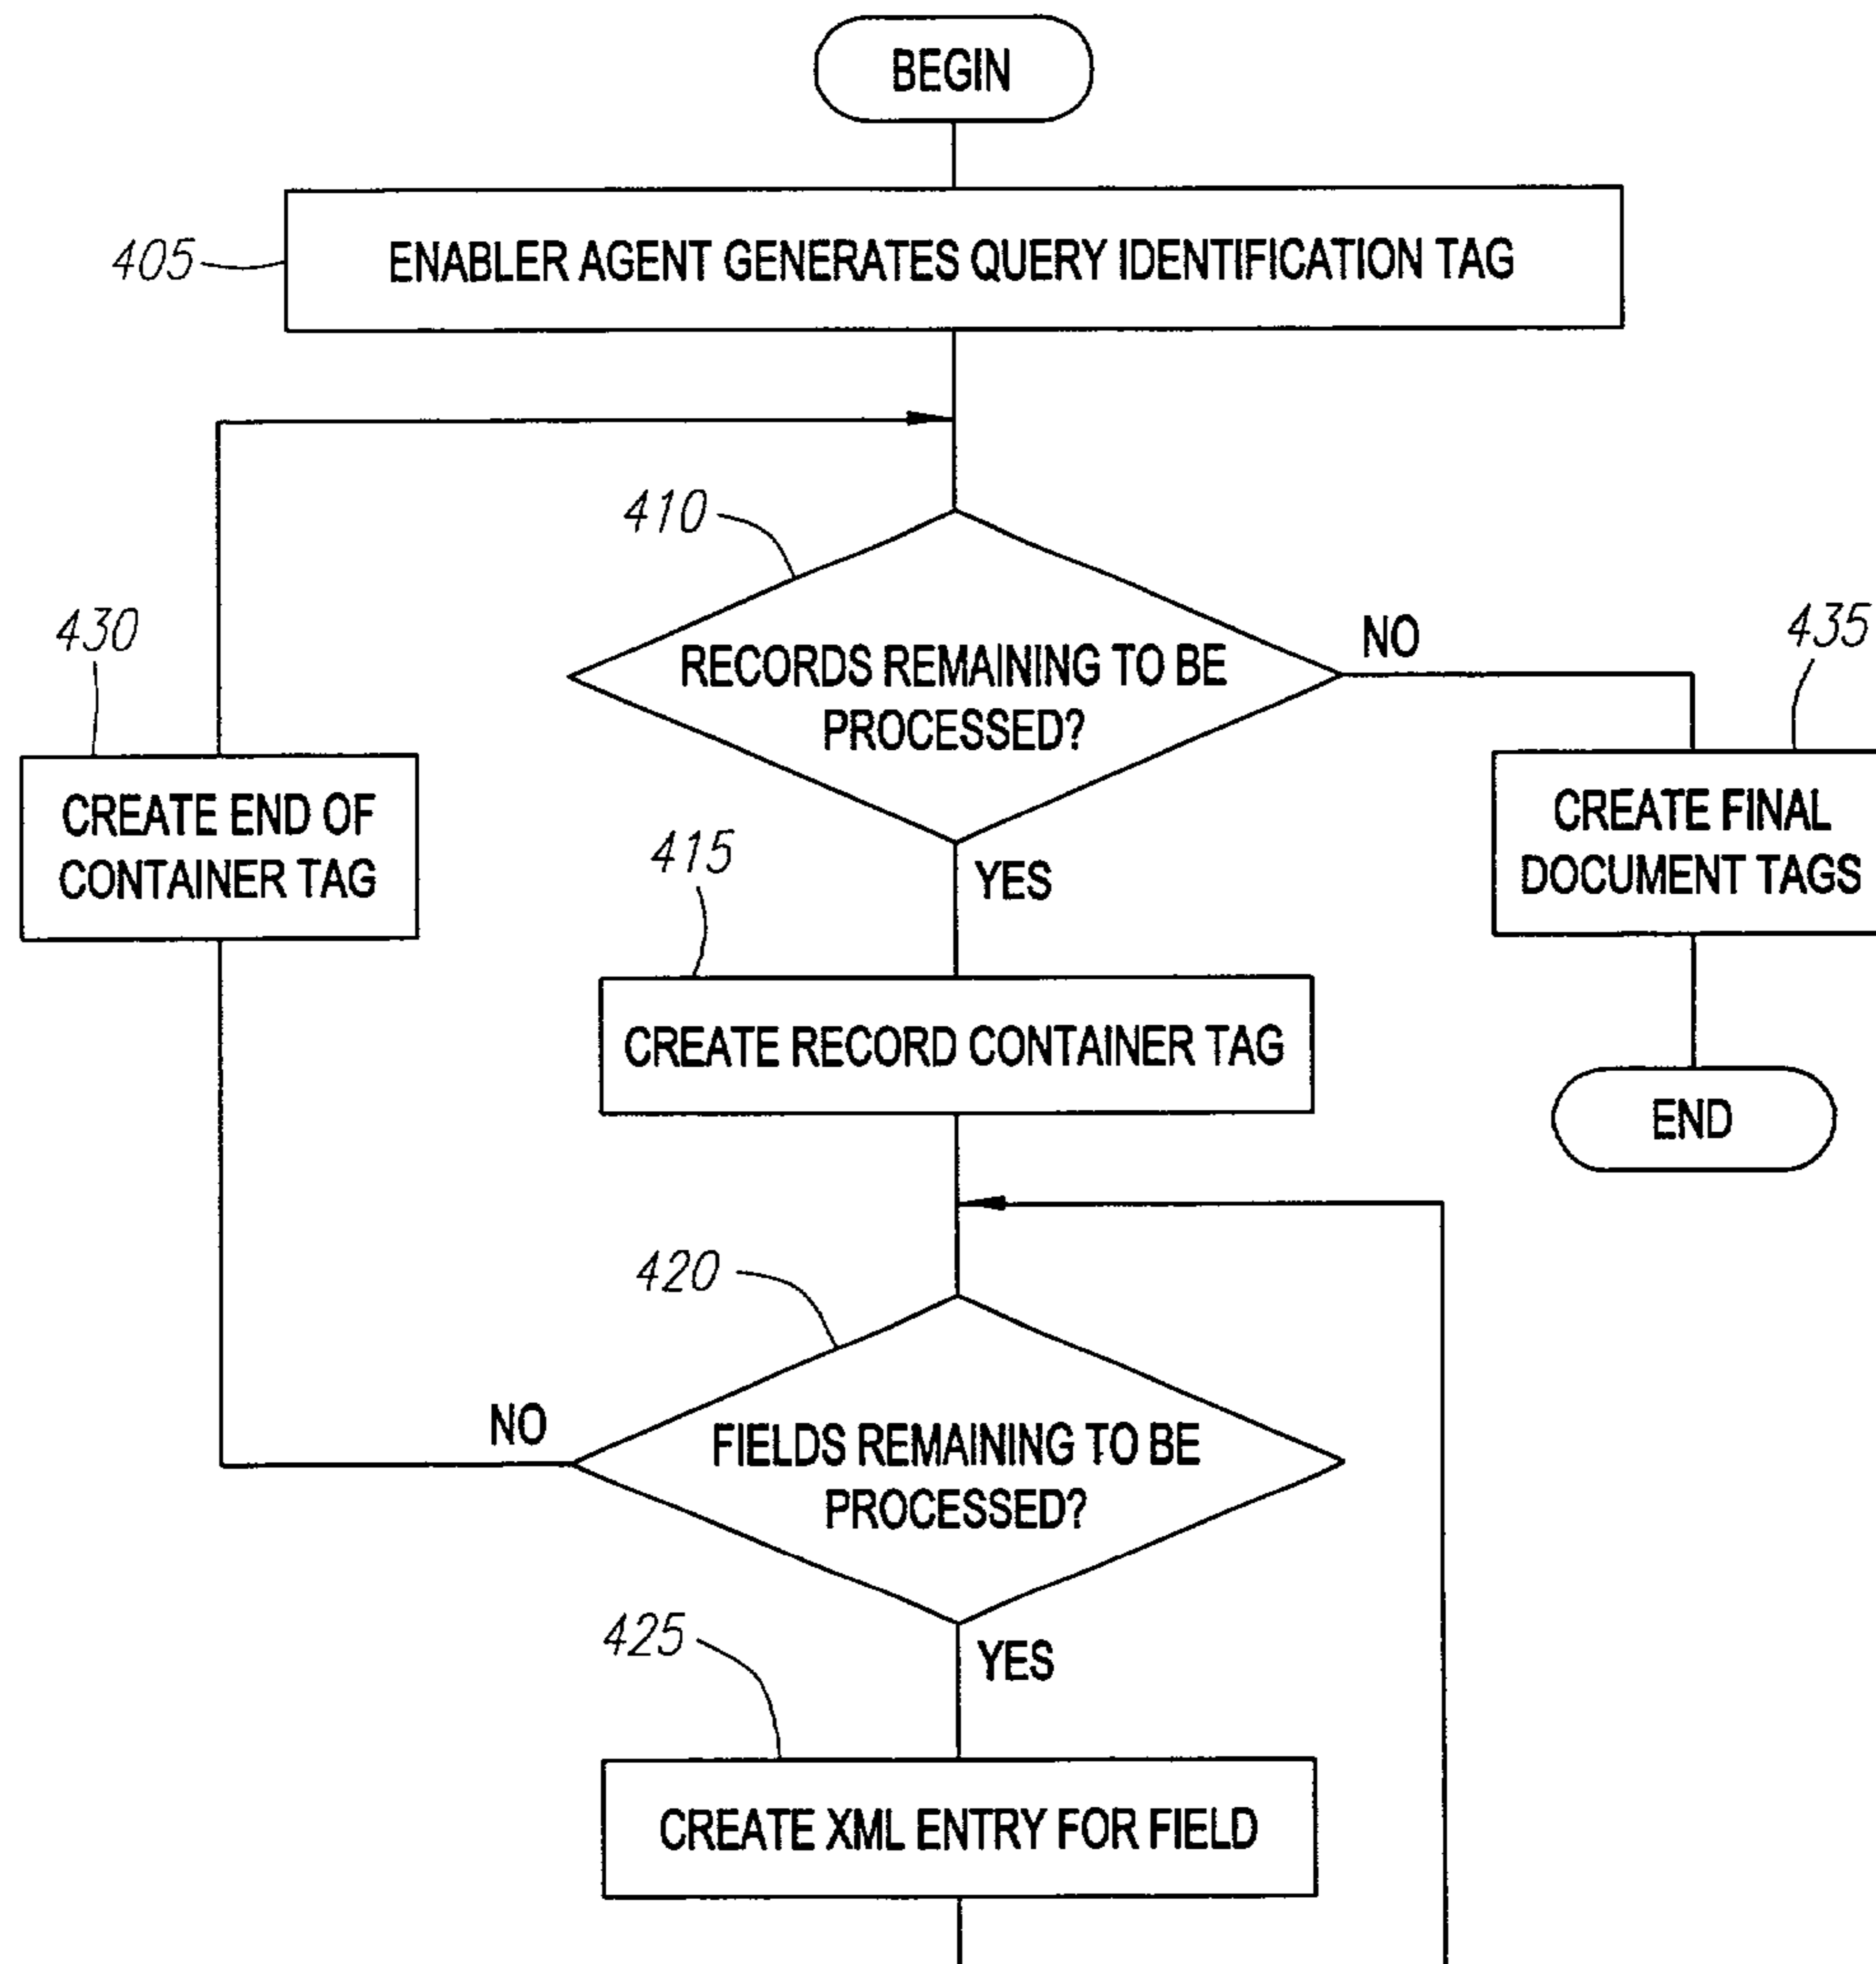 BEGIN
405
ENABLER AGENT GENERATES QUERY IDENTIFICATION TAG
410
RECORDS REMAINING TO BE
PROCESSED?
NO
435
430
CREATE END OF
CONTAINER TAG
CREATE FINAL
DOCUMENT TAGS
YES
415
CREATE RECORD CONTAINER TAG
END
420
FIELDS REMAINING TO BE
PROCESSED?
NO
YES
425
CREATE XML ENTRY FOR FIELD